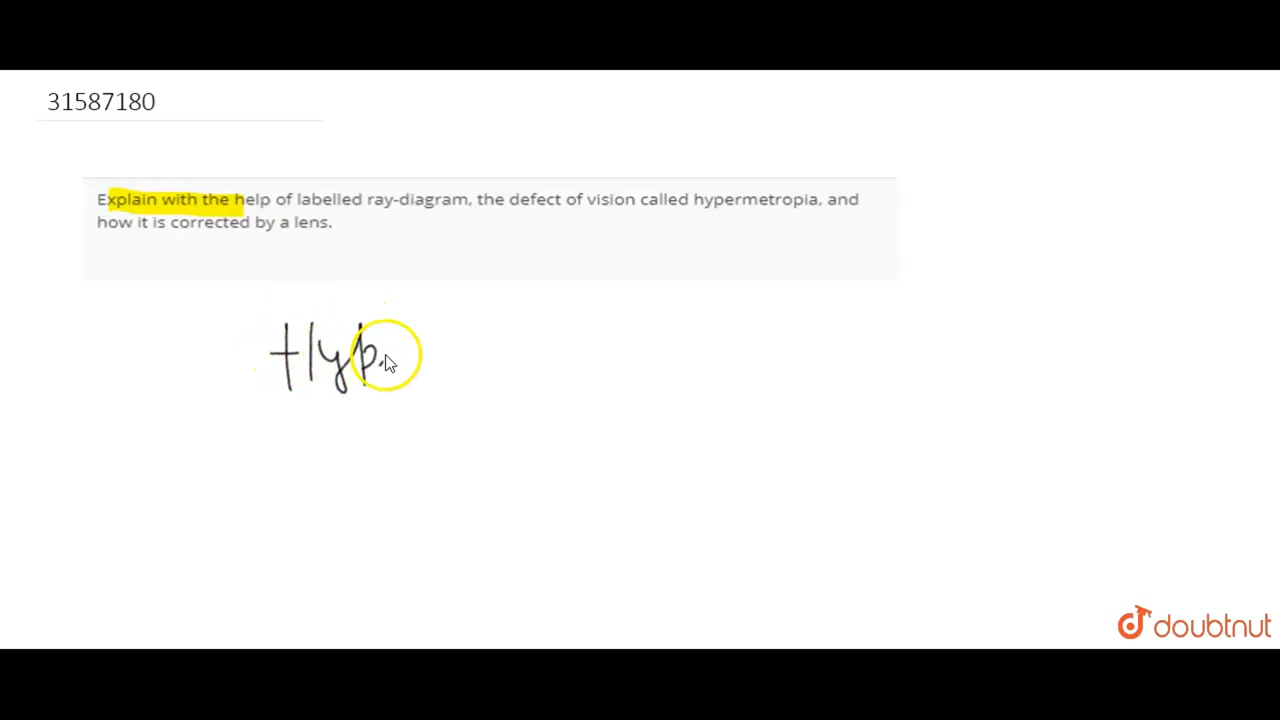 31587180
Explain with the help of labelled ray-diagram, the defect of vision called hypermetropia, and
how it is corrected by a lens.
Hyp
doubtnut